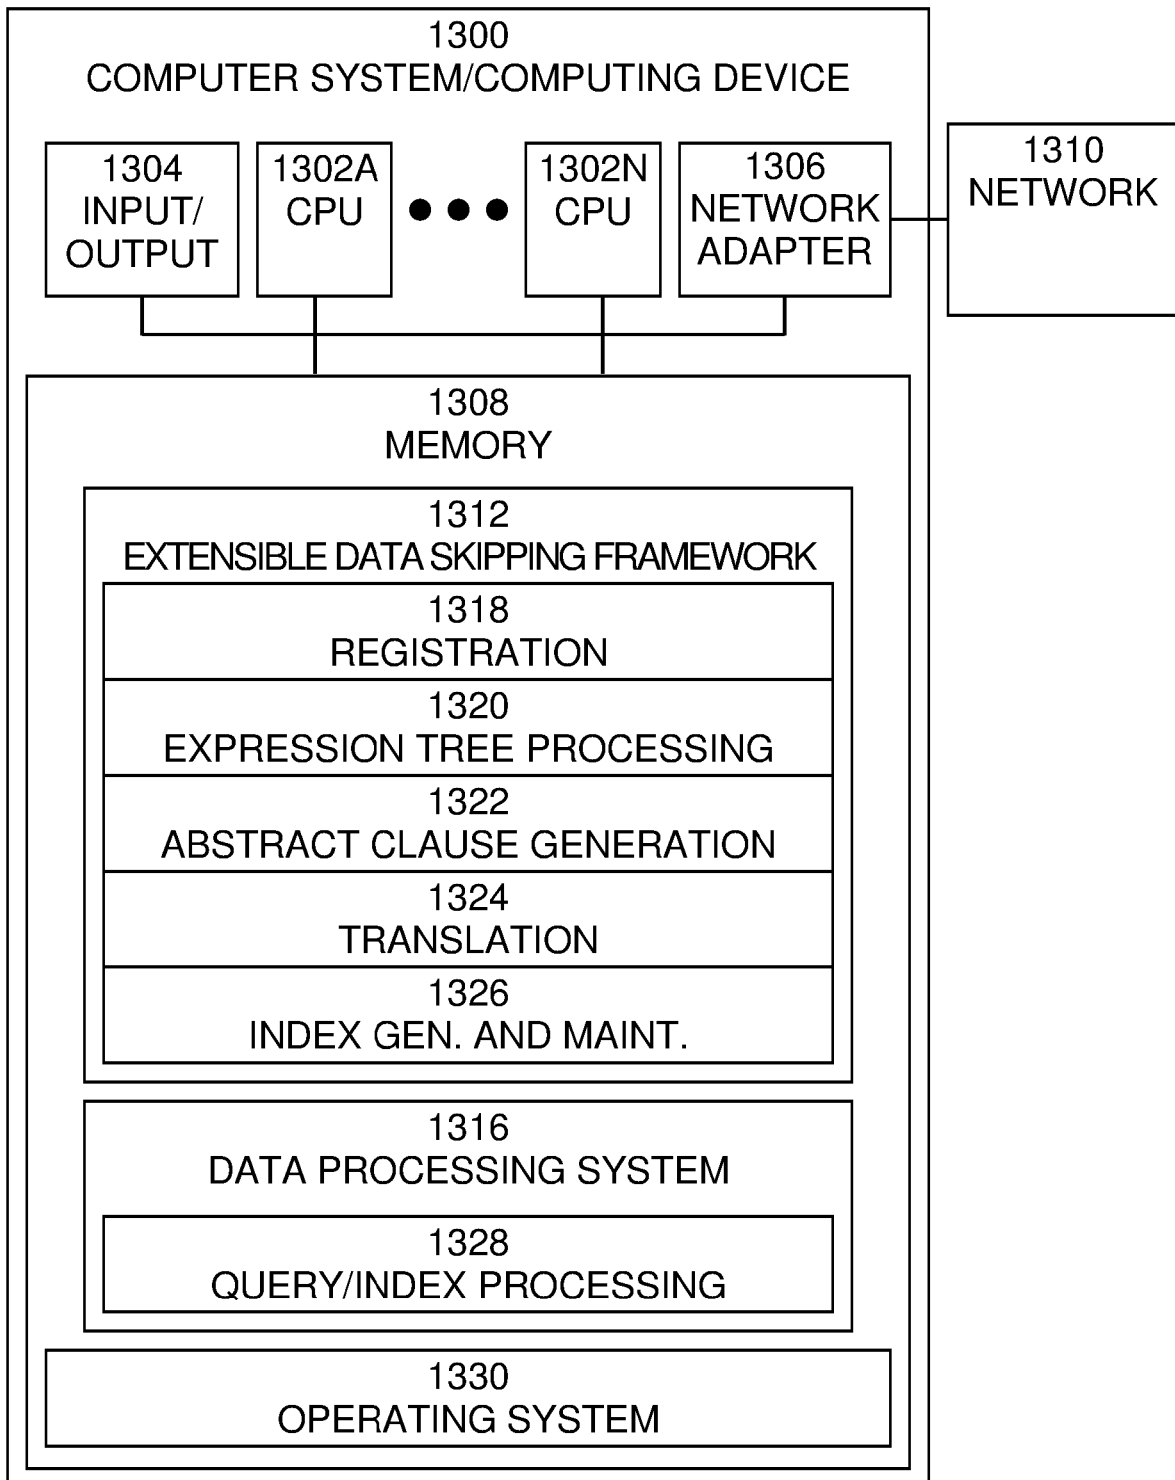 1300
COMPUTER SYSTEM/COMPUTING DEVICE
1304
INPUT/
OUTPUT
1302A
CPU
1302N
CPU
1306
NETWORK
ADAPTER
1310
NETWORK
1308
MEMORY
1312
EXTENSIBLE DATA SKIPPING FRAMEWORK
1318
REGISTRATION
1320
EXPRESSION TREE PROCESSING
1322
ABSTRACT CLAUSE GENERATION
1324
TRANSLATION
1326
INDEX GEN. AND MAINT.
1316
DATA PROCESSING SYSTEM
1328
QUERY/INDEX PROCESSING
1330
OPERATING SYSTEM